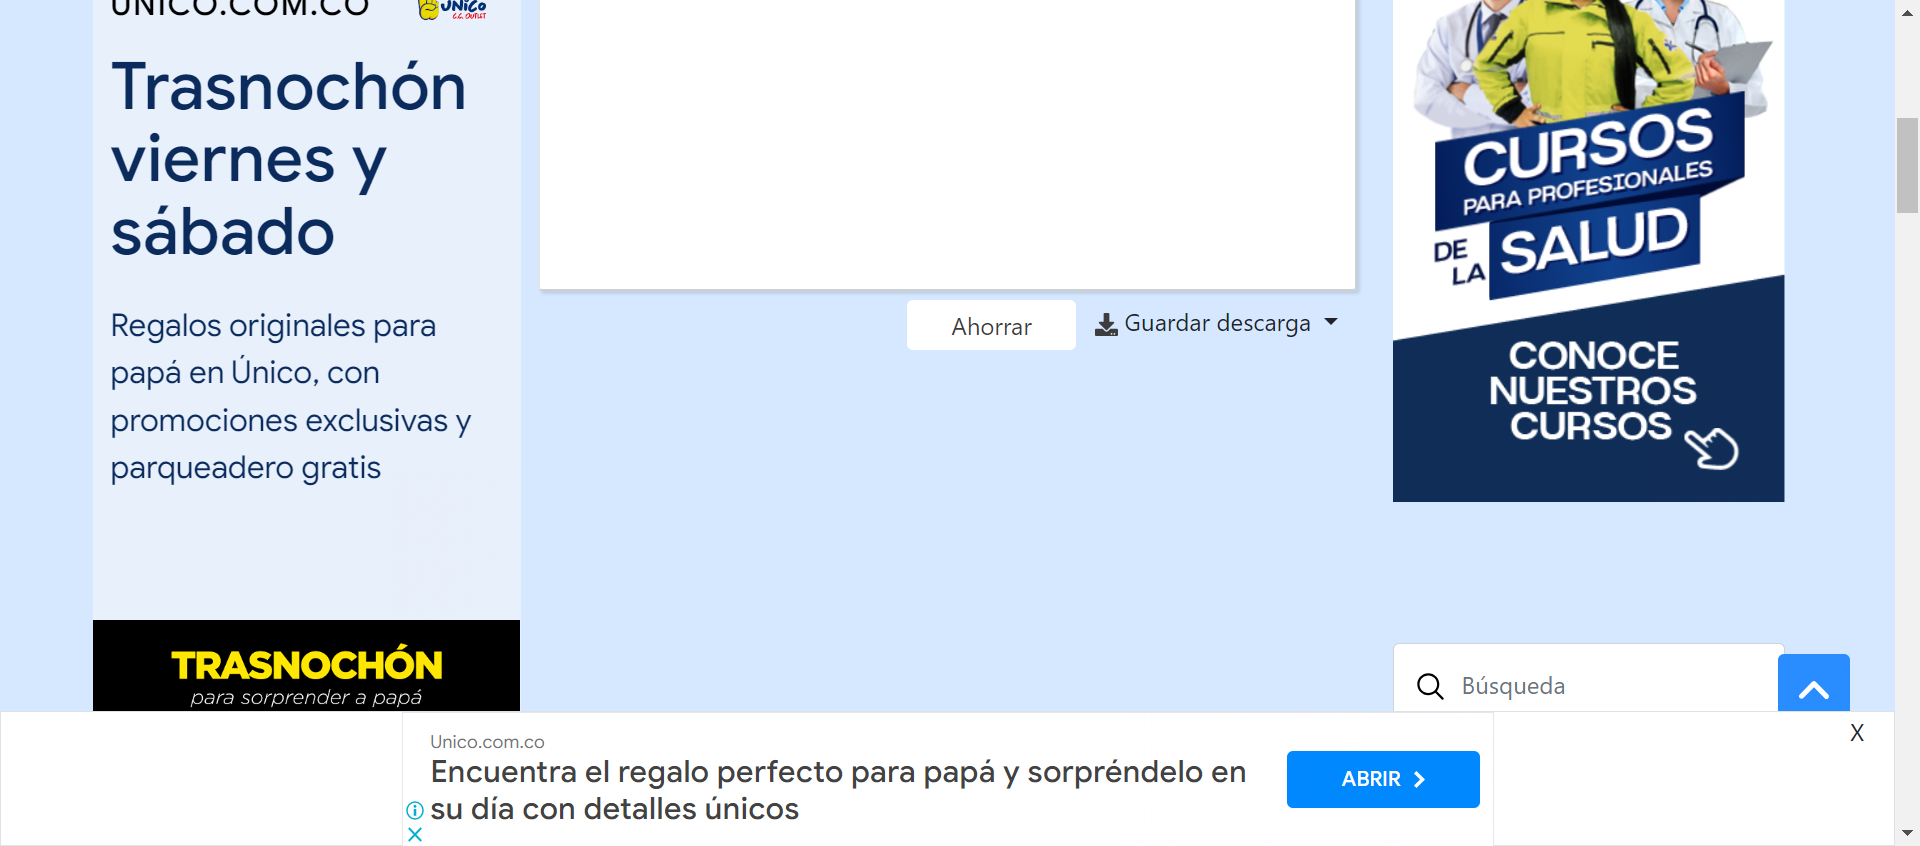 UNICO.COM.CO
ÚNICO
C.C. OUTLET
Trasnochón
viernes y
sábado
Regalos originales para
papá en Único, con
promociones exclusivas y
parqueadero gratis
TRASNOCHÓN
para sorprender a papá
Ahorrar
Guardar descarga
CURSOS
PARA PROFESIONALES
DE
LA
SALUD
CONOCE
NUESTROS
CURSOS
Búsqueda
X
Unico.com.co
Encuentra el regalo perfecto para papá y sorpréndelo en
su día con detalles únicos
ABRIR